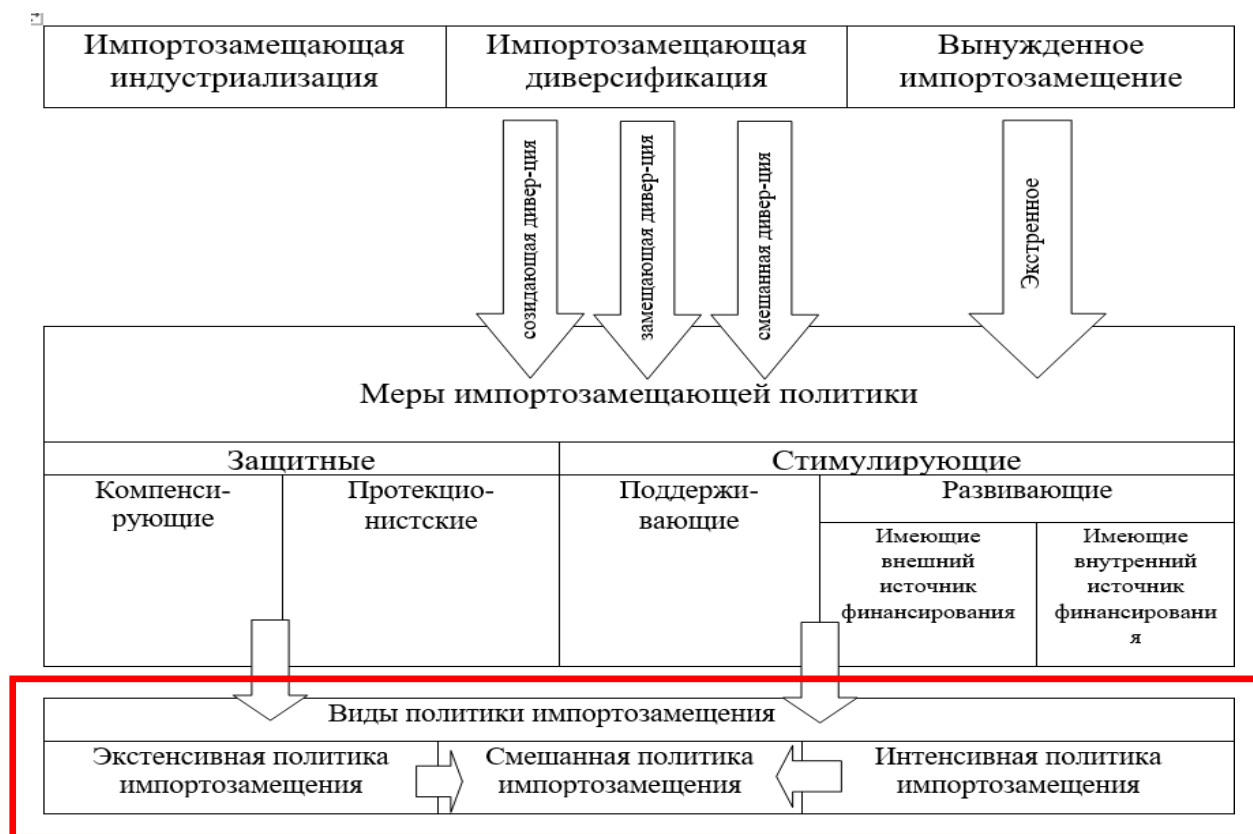 Импортозамещающая
индустриализация
Импортозамещающая
диверсификация
Вынужденное
импортозамещение
созидающая дивер-ция
замещающая дивер-ция
смешанная дивер-ция
Экстренное
Меры импортозамещающей политики
Защитные
Стимулирующие
Компенси-
рующие
Протекцио-
нистские
Поддержи-
вающие
Развивающие
Имеющие
внешний
источник
финансирования
Имеющие
внутренний
источник
финансировани
я
Виды политики импортозамещения
Экстенсивная политика
импортозамещения
Смешанная политика
импортозамещения
Интенсивная политика
импортозамещения